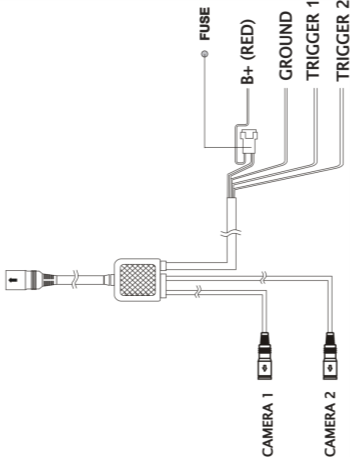 FUSE
B+ (RED)
GROUND
TRIGGER 1
TRIGGER 2
CAMERA 1
CAMERA 2